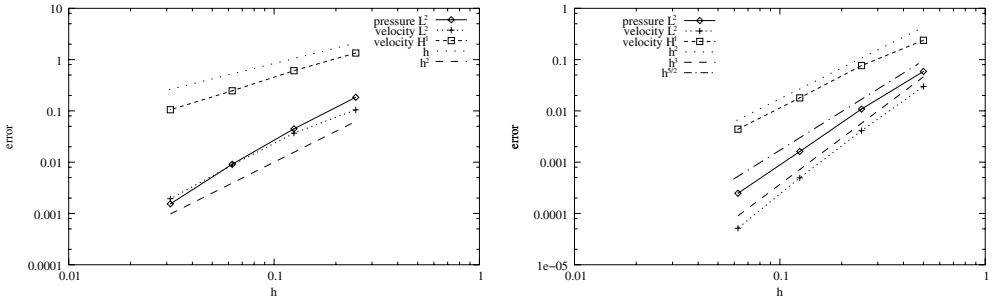 10
1
0.1
0.01
0.001
0.0001
0.01
0.1
1
error
h
pressure L²
velocity L²
velocity H¹
h
h²
1
0.1
0.01
0.001
0.0001
1e-05
0.01
0.1
1
error
h
pressure L²
velocity L²
velocity H¹
h²
h³
h^5/2